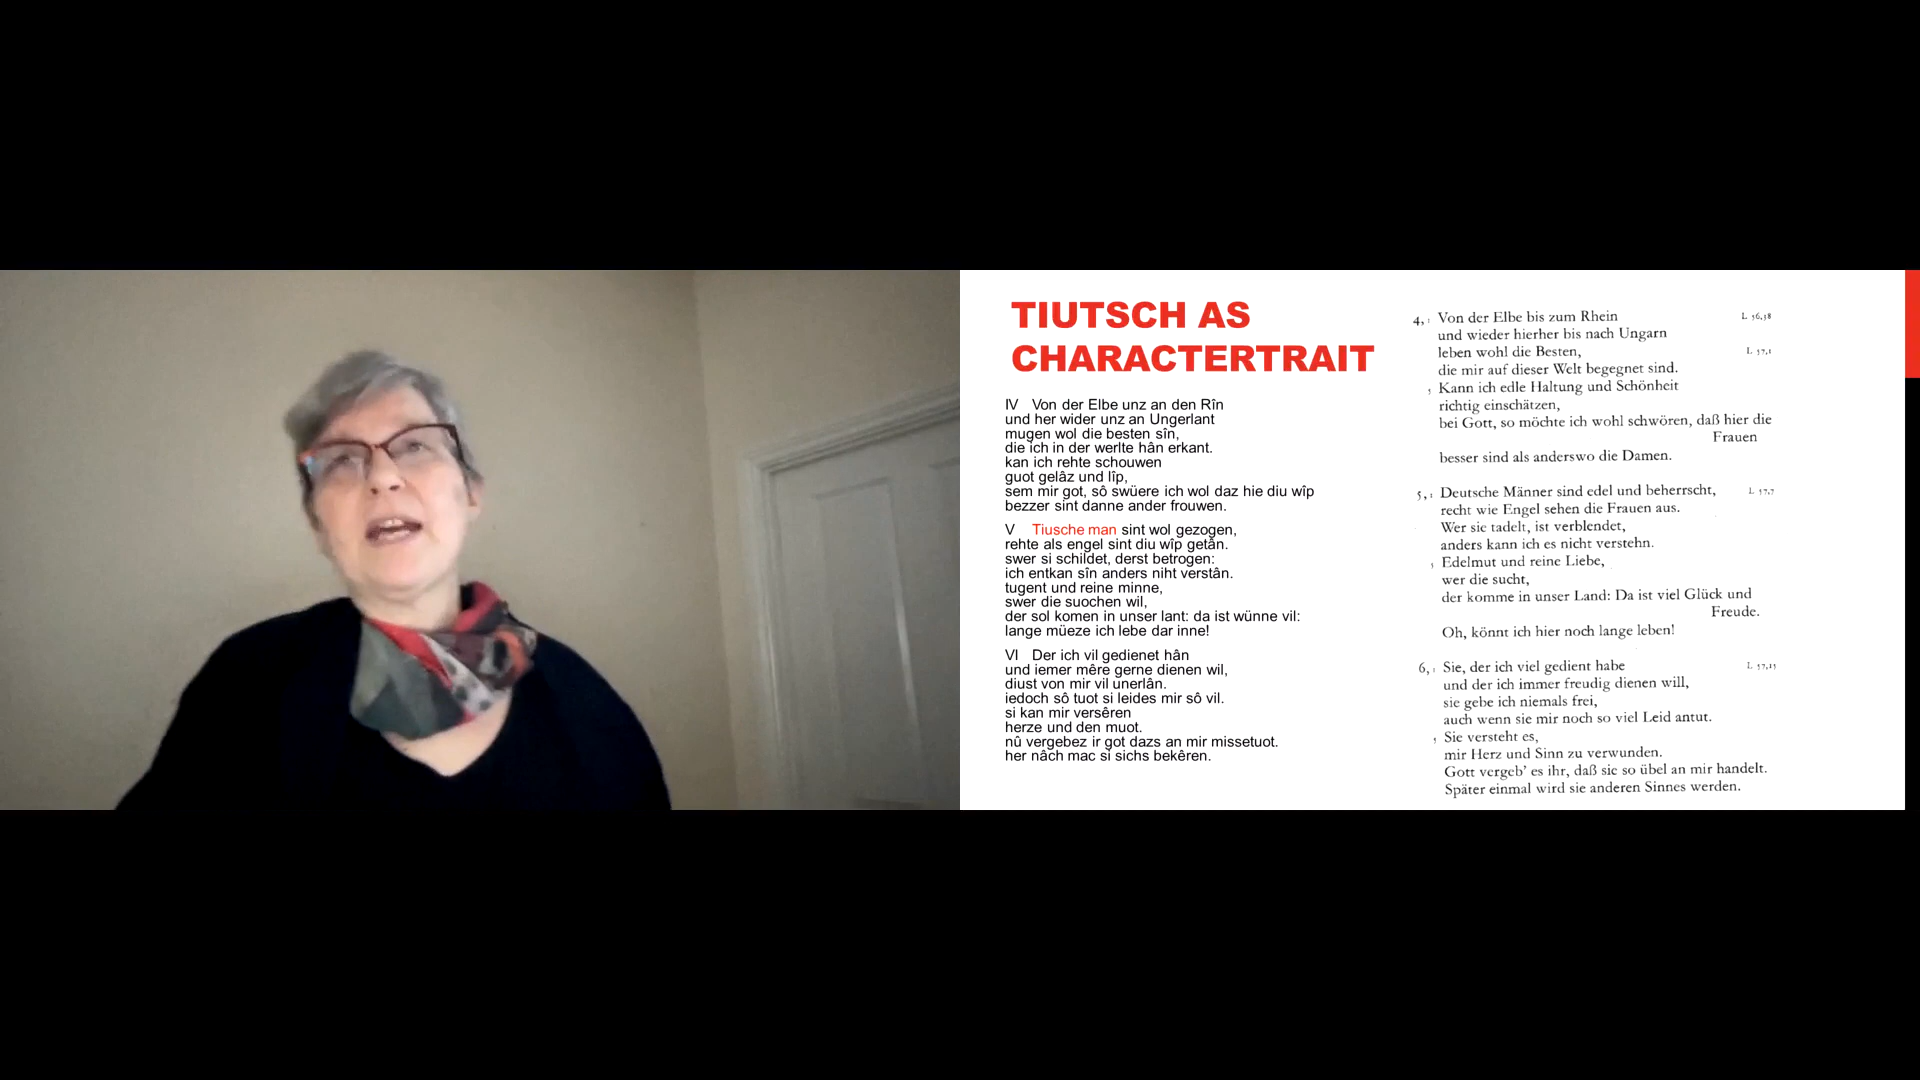 TIUTSCH AS
CHARACTERTRAIT
IV Von der Elbe unz an den Rîn
und her wider unz an Ungerlant
mugen wol die besten sîn,
die ich in der werlte hân erkant.
kan ich rehte schouwen
guot gelâz und lîp,
sem mir got, sô swüere ich wol daz hie diu wîp
bezzer sint danne ander frouwen.
V Tiusche man sint wol gezogen,
rehte als engel sint diu wîp getân.
swer si schildet, derst betrogen:
ich entkan sîn anders niht verstân.
tugent und reine minne,
swer die suochen wil,
der sol komen in unser lant: da ist wünne vil:
lange müeze ich lebe dar inne!
VI Der ich vil gedienet hân
und iemer mêre gerne dienen wil,
diust von mir vil unerlân.
iedoch sô tuot si leides mir sô vil.
si kan mir versêren
herze und den muot.
nû vergebez ir got dazs an mir missetuot.
her nâch mac si sichs bekêren.
4, Von der Elbe bis zum Rhein L 56,38
und wieder hierher bis nach Ungarn
leben wohl die Besten, L 57,1
die mir auf dieser Welt begegnet sind.
5 Kann ich edle Haltung und Schönheit
richtig einschätzen,
bei Gott, so möchte ich wohl schwören, daß hier die
Frauen
besser sind als anderswo die Damen.
5, Deutsche Männer sind edel und beherrscht, L 57,7
recht wie Engel sehen die Frauen aus.
Wer sie tadelt, ist verblendet,
anders kann ich es nicht verstehn.
5 Edelmut und reine Liebe,
wer die sucht,
der komme in unser Land: Da ist viel Glück und
Freude.
Oh, könnt ich hier noch lange leben!
6, Sie, der ich viel gedient habe L 57,15
und der ich immer freudig dienen will,
sie gebe ich niemals frei,
auch wenn sie mir noch so viel Leid antut.
5 Sie versteht es,
mir Herz und Sinn zu verwunden.
Gott vergeb' es ihr, daß sie so übel an mir handelt.
Später einmal wird sie anderen Sinnes werden.